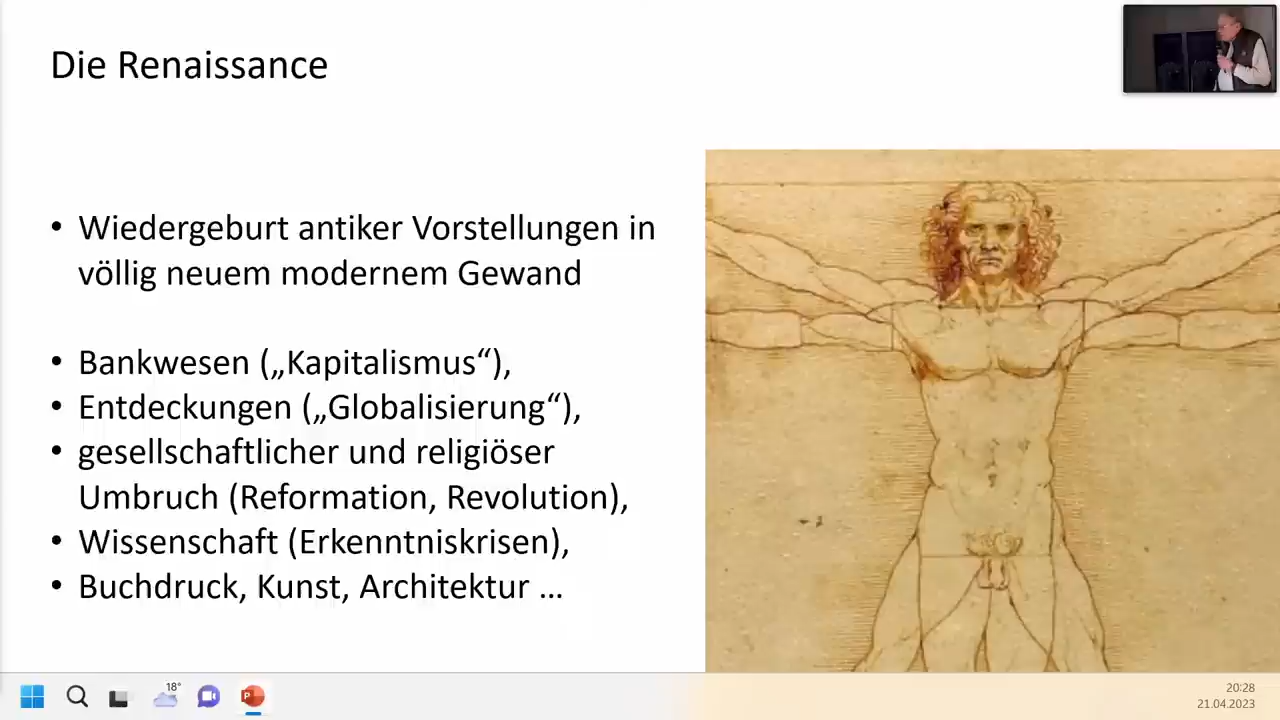 Die Renaissance
• Wiedergeburt antiker Vorstellungen in
völlig neuem modernem Gewand
• Bankwesen („Kapitalismus“),
• Entdeckungen („Globalisierung“),
• gesellschaftlicher und religiöser
Umbruch (Reformation, Revolution),
• Wissenschaft (Erkenntniskrisen),
• Buchdruck, Kunst, Architektur ...
18°
P
20:28
21.04.2023